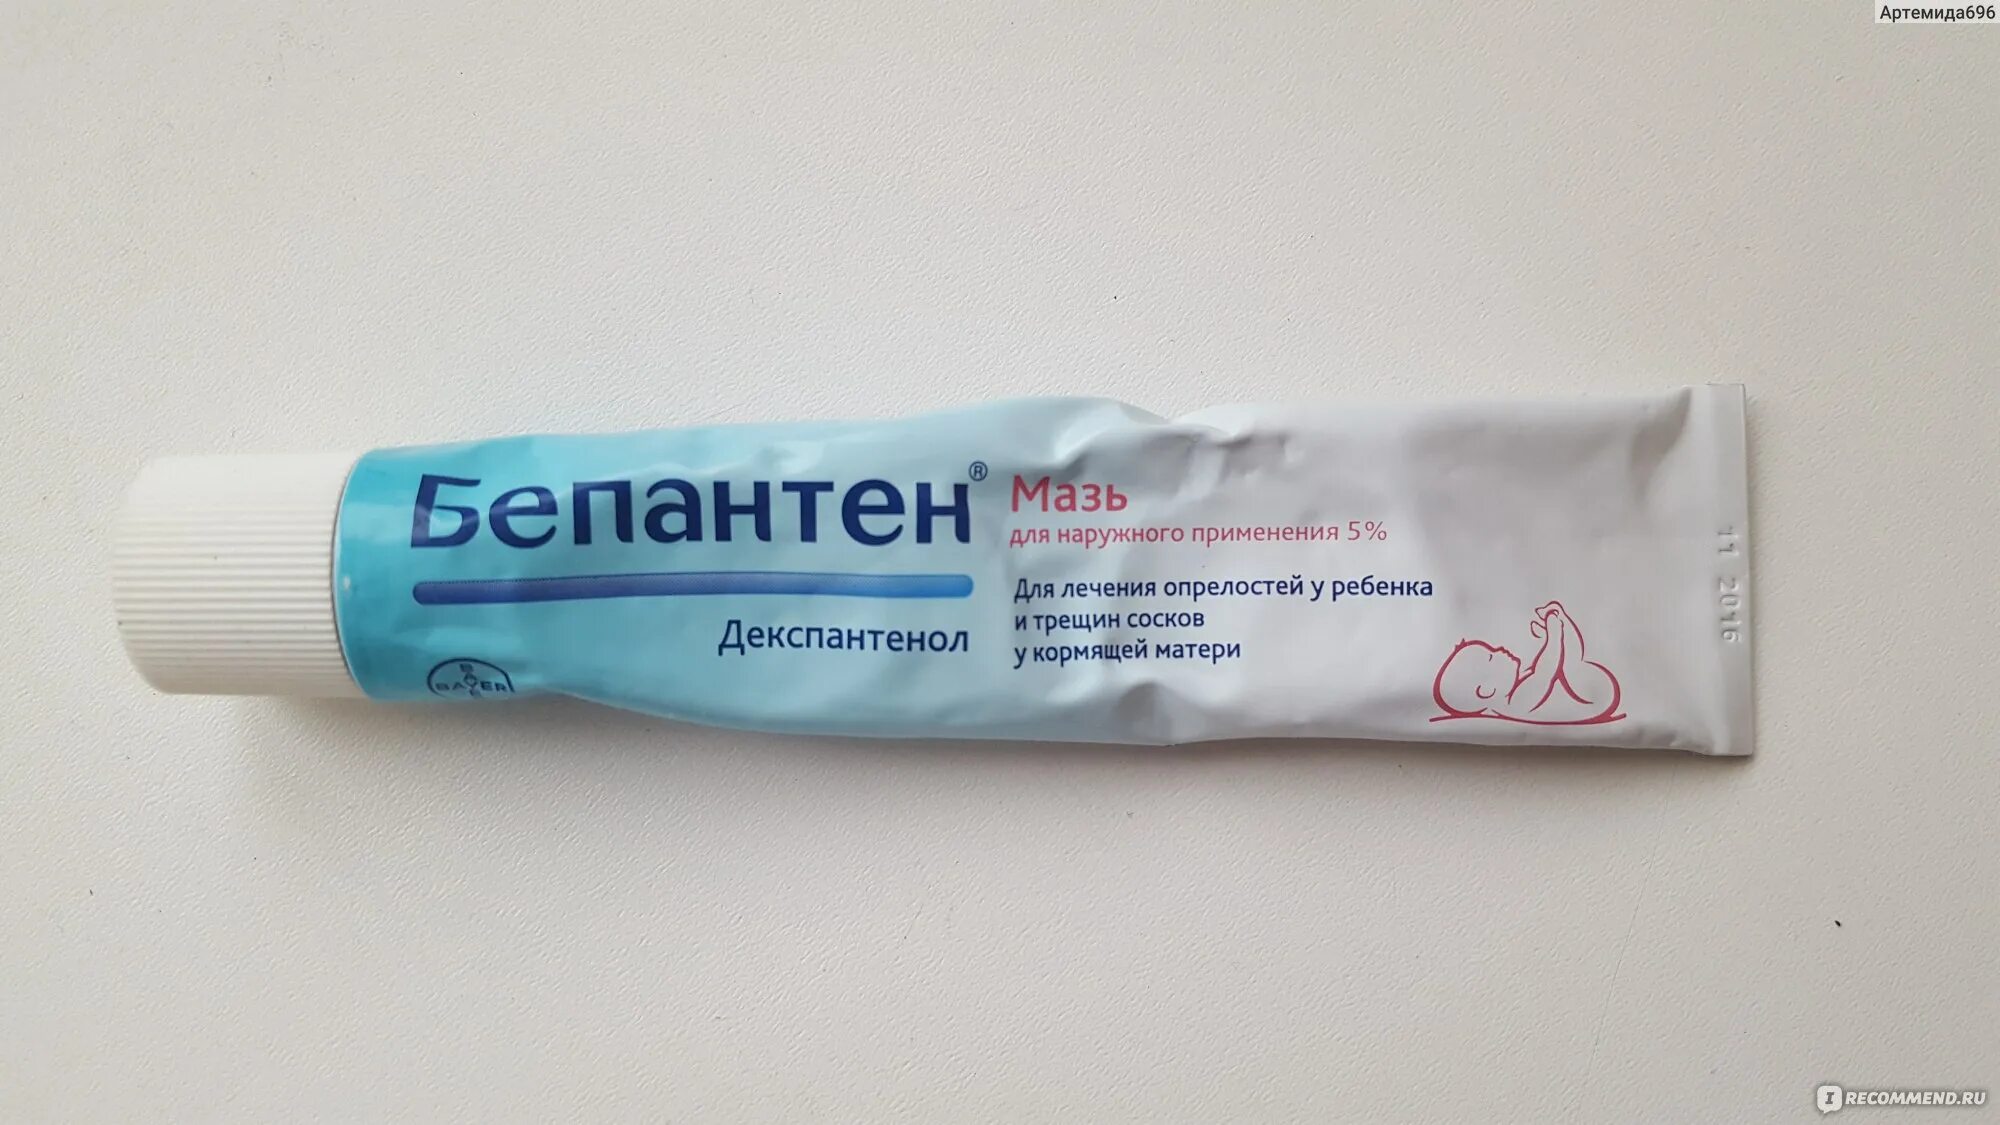 Артемида696
Бепантен®
Декспантенол
BAYER
Мазь
для наружного применения 5%
Для лечения опрелостей у ребенка
и трещин сосков
у кормящей матери
11 2016
I RECOMMEND.RU